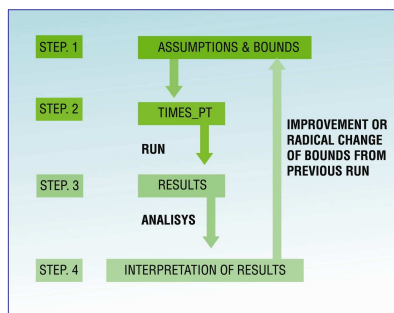 STEP. 1
ASSUMPTIONS & BOUNDS
STEP. 2
TIMES_PT
RUN
IMPROVEMENT OR
RADICAL CHANGE
OF BOUNDS FROM
PREVIOUS RUN
STEP. 3
RESULTS
ANALISYS
STEP. 4
INTERPRETATION OF RESULTS